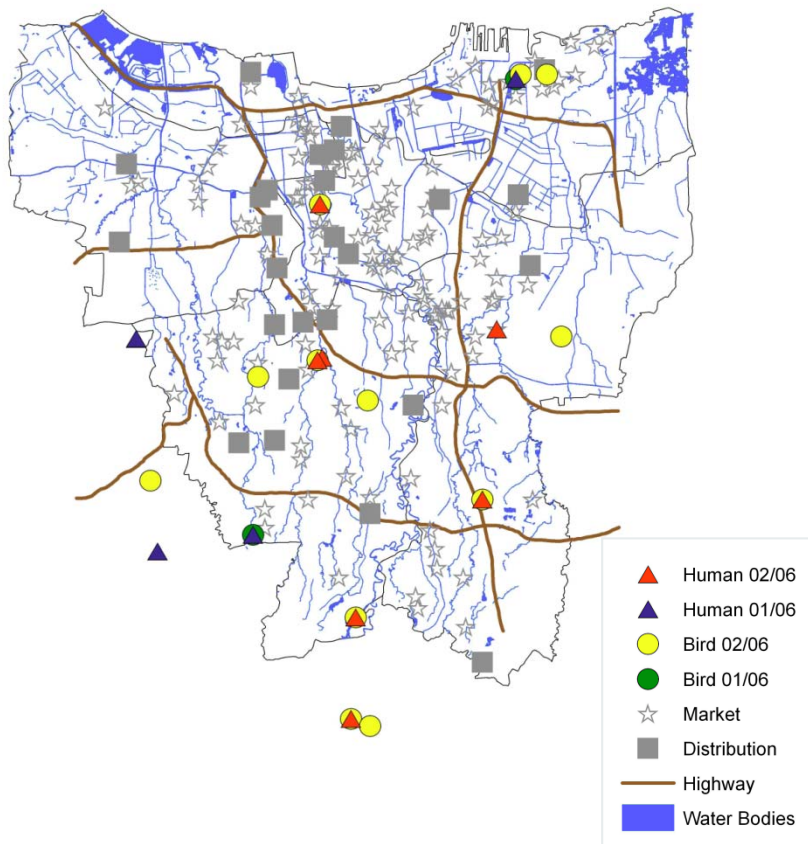 Human 02/06
Human 01/06
Bird 02/06
Bird 01/06
Market
Distribution
Highway
Water Bodies